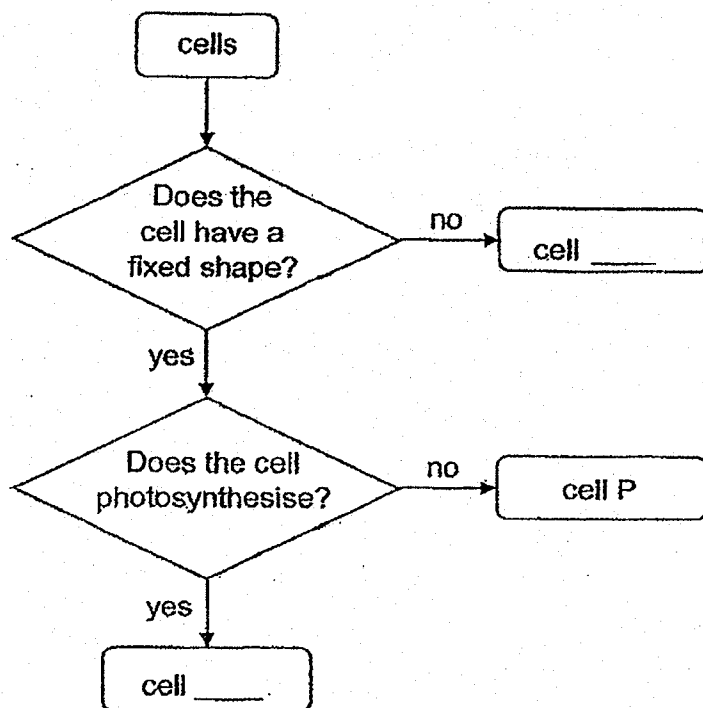 cells
Does the
cell have a
fixed shape?
no
cell ____
yes
Does the cell
photosynthesise?
no
cell P
yes
cell ____